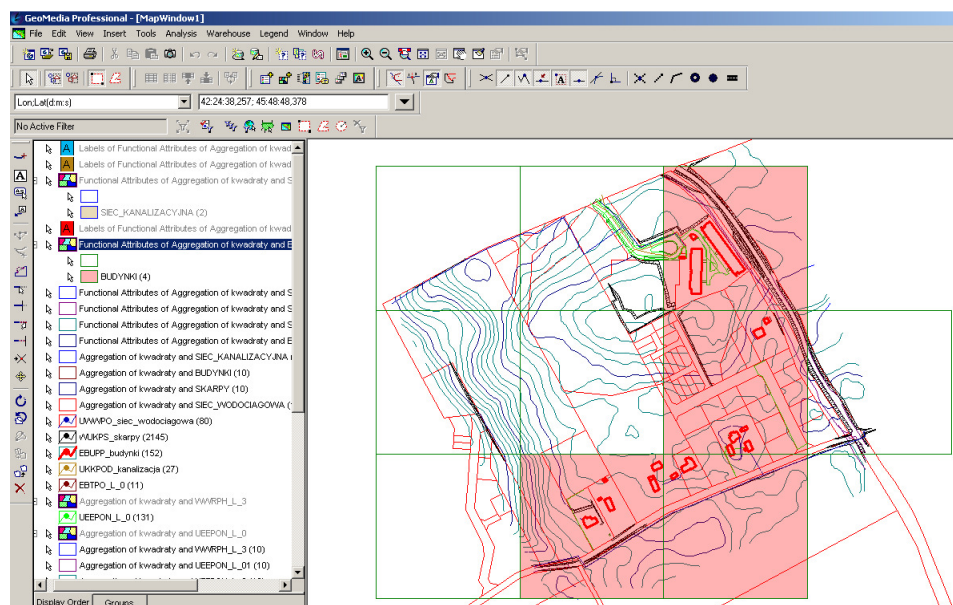 GeoMedia Professional - [MapWindow1]
File Edit View Insert Tools Analysis Warehouse Legend Window Help
Lon;Lat(d:m:s) 42:24:38,257; 45:48:48,378
No Active Filter
A Labels of Functional Attributes of Aggregation of kwad
A Labels of Functional Attributes of Aggregation of kwad
Functional Attributes of Aggregation of kwadraty and S
SIEC_KANALIZACYJNA (2)
A Labels of Functional Attributes of Aggregation of kwad
Functional Attributes of Aggregation of kwadraty and E
BUDYNKI (4)
Functional Attributes of Aggregation of kwadraty and S
Functional Attributes of Aggregation of kwadraty and S
Functional Attributes of Aggregation of kwadraty and S
Functional Attributes of Aggregation of kwadraty and E
Aggregation of kwadraty and SIEC_KANALIZACYJNA
Aggregation of kwadraty and BUDYNKI (10)
Aggregation of kwadraty and SKARPY (10)
Aggregation of kwadraty and SIEC_WODOCIAGOWA (
UWWPO_siec_wodociagowa (80)
WUKPS_skarpy (2145)
EBUPP_budynki (152)
UKKPOD_kanalizacja (27)
EBTPO_L_0 (11)
Aggregation of kwadraty and WWRPH_L_3
UEEPON_L_0 (131)
Aggregation of kwadraty and UEEPON_L_0
Aggregation of kwadraty and WWRPH_L_3 (10)
Aggregation of kwadraty and UEEPON_L_01 (10)
Display Order Groups